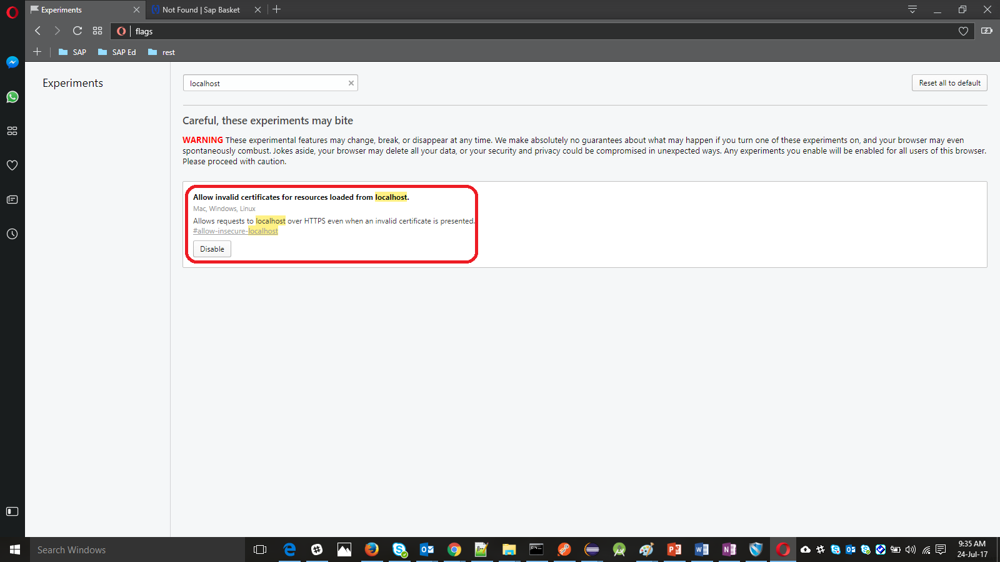 Experiments
Not Found | Sap Basket
flags
SAP
SAP Ed
rest
Experiments
localhost
Reset all to default
Careful, these experiments may bite
WARNING These experimental features may change, break, or disappear at any time. We make absolutely no guarantees about what may happen if you turn one of these experiments on, and your browser may even
spontaneously combust. Jokes aside, your browser may delete all your data, or your security and privacy could be compromised in unexpected ways. Any experiments you enable will be enabled for all users of this browser.
Please proceed with caution.
Allow invalid certificates for resources loaded from localhost.
Mac, Windows, Linux
Allows requests to localhost over HTTPS even when an invalid certificate is presented.
#allow-insecure-localhost
Disable
Search Windows
9:35 AM
24-Jul-17